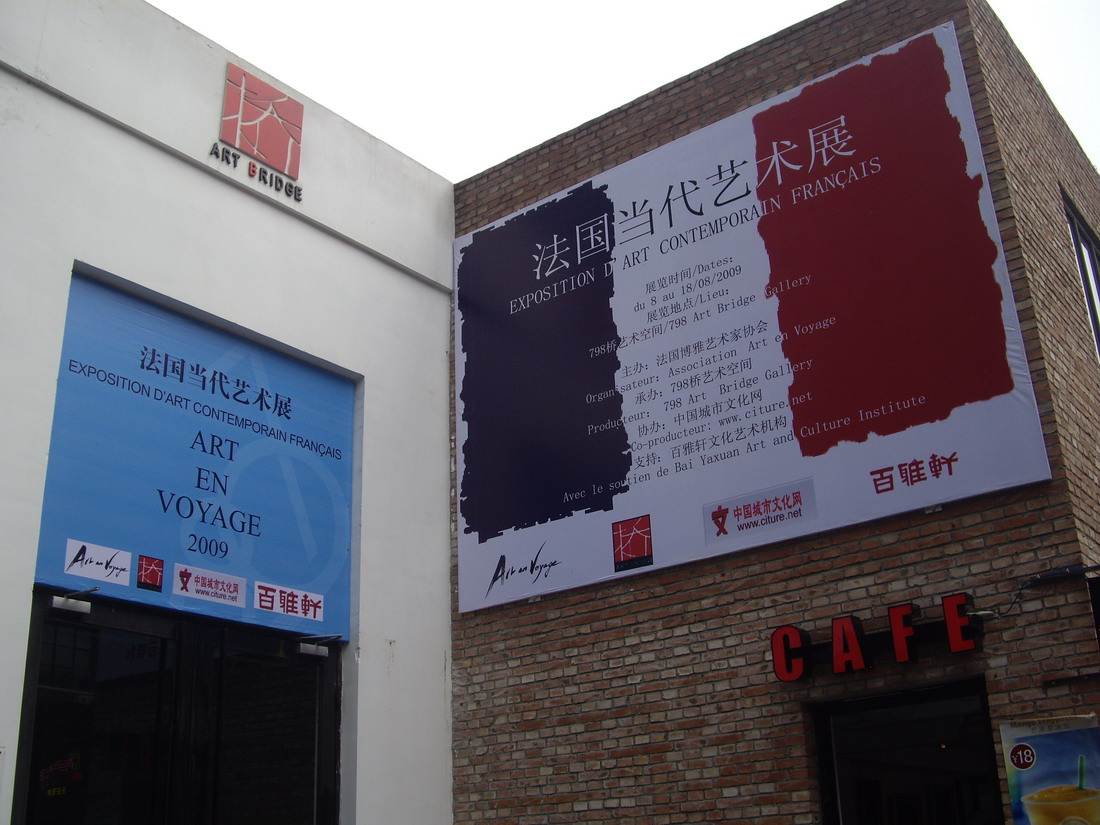 桥
ART BRIDGE
法国当代艺术展
EXPOSITION D'ART CONTEMPORAIN FRANÇAIS
ART
EN
VOYAGE
2009
Art en Voyage
桥
中国城市文化网
www.citure.net
百雅轩
法国当代艺术展
EXPOSITION D'ART CONTEMPORAIN FRANÇAIS
展览时间/Dates:
du 8 au 18/08/2009
展览地点/Lieu:
798桥艺术空间/798 Art Bridge Gallery
主办: 法国博雅艺术家协会
Organisateur: Association Art en Voyage
承办: 798桥艺术空间
Producteur: 798 Art Bridge Gallery
协办: 中国城市文化网
Co-producteur: www.citure.net
支持: 百雅轩文化艺术机构
Avec le soutien de Bai Yaxuan Art and Culture Institute
Art en Voyage
桥
中国城市文化网
www.citure.net
百雅轩
CAFE
¥18